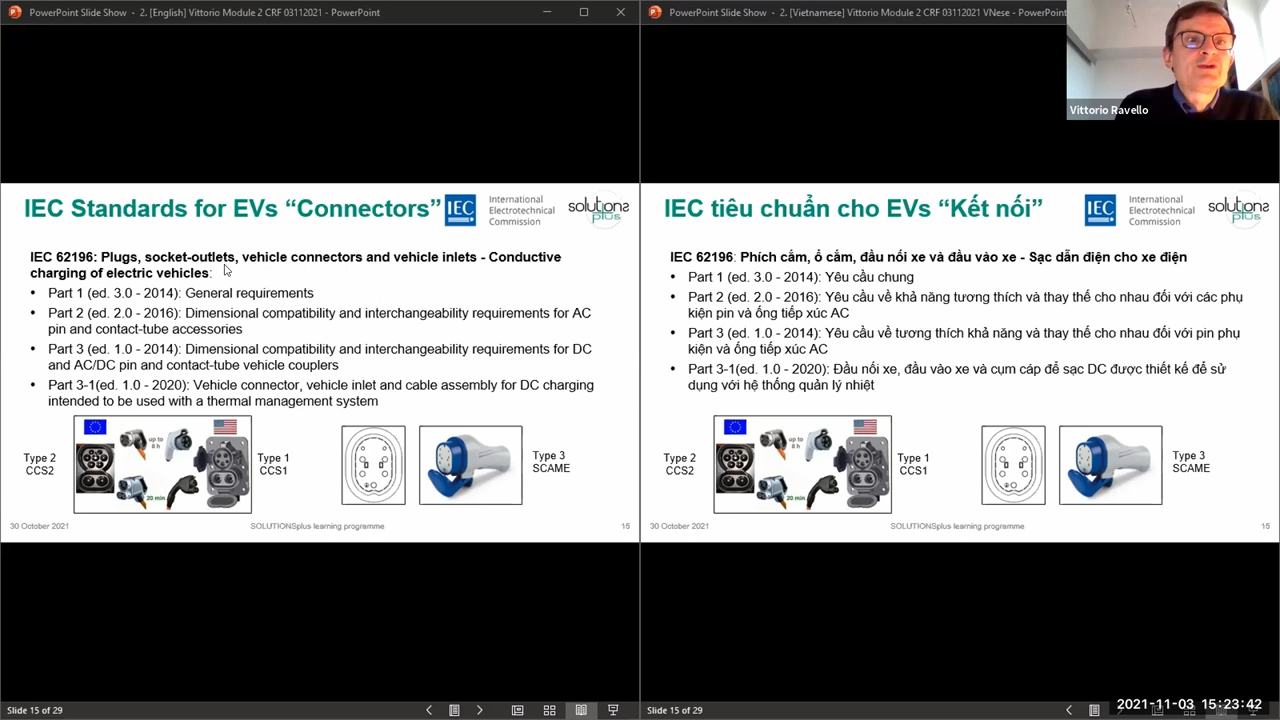 PowerPoint Slide Show - 2. [English] Vittorio Module 2 CRF 03112021 - PowerPoint
PowerPoint Slide Show - 2. [Vietnamese] Vittorio Module 2 CRF 03112021 VNese - PowerPoint
Vittorio Ravello
IEC Standards for EVs “Connectors”
IEC
International
Electrotechnical
Commission
solutions
plus
IEC 62196: Plugs, socket-outlets, vehicle connectors and vehicle inlets - Conductive
charging of electric vehicles:
• Part 1 (ed. 3.0 - 2014): General requirements
• Part 2 (ed. 2.0 - 2016): Dimensional compatibility and interchangeability requirements for AC
pin and contact-tube accessories
• Part 3 (ed. 1.0 - 2014): Dimensional compatibility and interchangeability requirements for DC
and AC/DC pin and contact-tube vehicle couplers
• Part 3-1(ed. 1.0 - 2020): Vehicle connector, vehicle inlet and cable assembly for DC charging
intended to be used with a thermal management system
Type 2
CCS2
up to
8 h
20 min
Type 1
CCS1
Type 3
SCAME
30 October 2021
SOLUTIONSplus learning programme
15
IEC tiêu chuẩn cho EVs “Kết nối”
IEC
International
Electrotechnical
Commission
solutions
plus
IEC 62196: Phích cắm, ổ cắm, đầu nối xe và đầu vào xe - Sạc dẫn điện cho xe điện
• Part 1 (ed. 3.0 - 2014): Yêu cầu chung
• Part 2 (ed. 2.0 - 2016): Yêu cầu về khả năng tương thích và thay thế cho nhau đối với các phụ
kiện pin và ống tiếp xúc AC
• Part 3 (ed. 1.0 - 2014): Yêu cầu về tương thích khả năng và thay thế cho nhau đối với pin phụ
kiện và ống tiếp xúc AC
• Part 3-1(ed. 1.0 - 2020): Đầu nối xe, đầu vào xe và cụm cáp để sạc DC được thiết kế để sử
dụng với hệ thống quản lý nhiệt
Type 2
CCS2
up to
8 h
20 min
Type 1
CCS1
Type 3
SCAME
30 October 2021
SOLUTIONSplus learning programme
15
Slide 15 of 29
Slide 15 of 29
2021-11-03 15:23:42